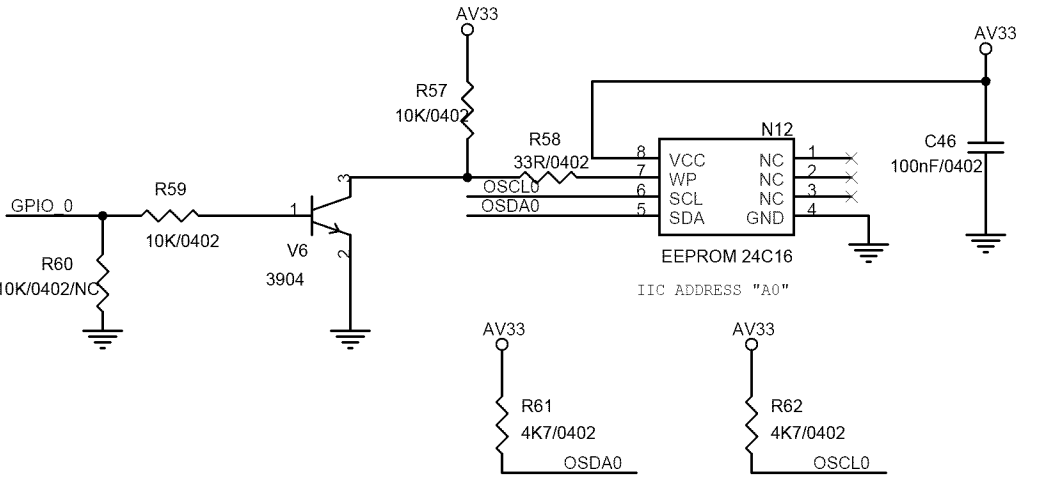 AV33
AV33
R57
10K/0402
N12
R58
33R/0402
C46
100nF/0402
8
VCC
NC
1
7
WP
NC
2
OSCL0
6
SCL
NC
3
OSDA0
5
SDA
GND
4
3
R59
GPIO_0
1
10K/0402
V6
2
3904
R60
10K/0402/NC
EEPROM 24C16
IIC ADDRESS "A0"
AV33
AV33
R61
4K7/0402
R62
4K7/0402
OSDA0
OSCL0